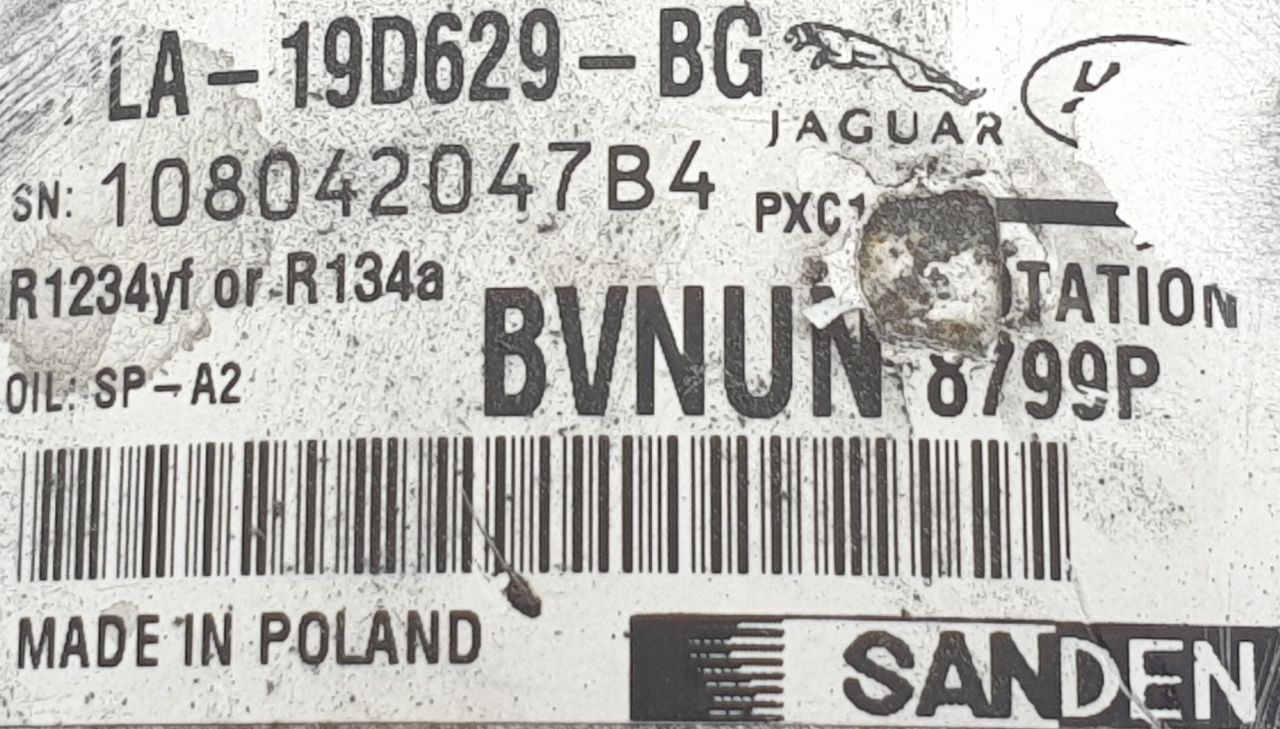 LA-19D629-BG
JAGUAR
SN: 108042047B4
PXC1
R1234yf or R134a
BVNUN
TATION
OIL: SP-A2
8799P
MADE IN POLAND
SANDEN